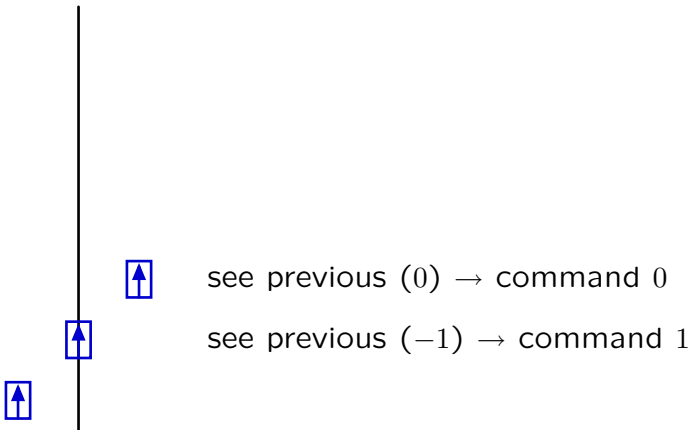 see previous (0) → command 0
see previous (−1) → command 1